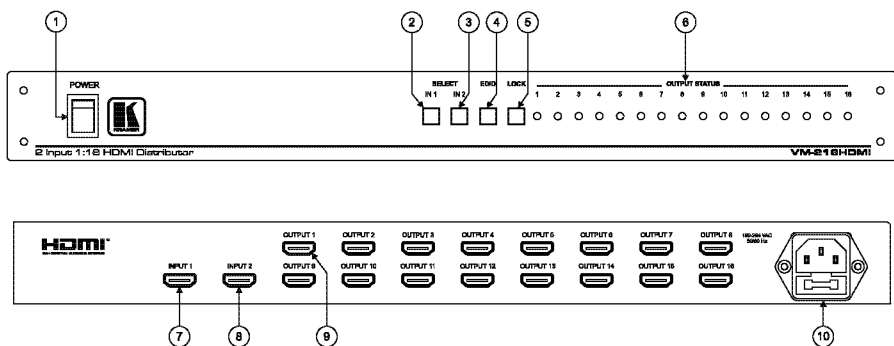 1 2 3 4 5 6
POWER SELECT EDID LOCK OUTPUT STATUS
IN 1 IN 2 1 2 3 4 5 6 7 8 9 10 11 12 13 14 15 16
KRAMER
2 Input 1:16 HDMI Distributor VM-216HDMI
HDMI
OUTPUT 1 OUTPUT 2 OUTPUT 3 OUTPUT 4 OUTPUT 5 OUTPUT 6 OUTPUT 7 OUTPUT 8
50/60 Hz
INPUT 1 INPUT 2 OUTPUT 9 OUTPUT 10 OUTPUT 11 OUTPUT 12 OUTPUT 13 OUTPUT 14 OUTPUT 15 OUTPUT 16
7 8 9 10